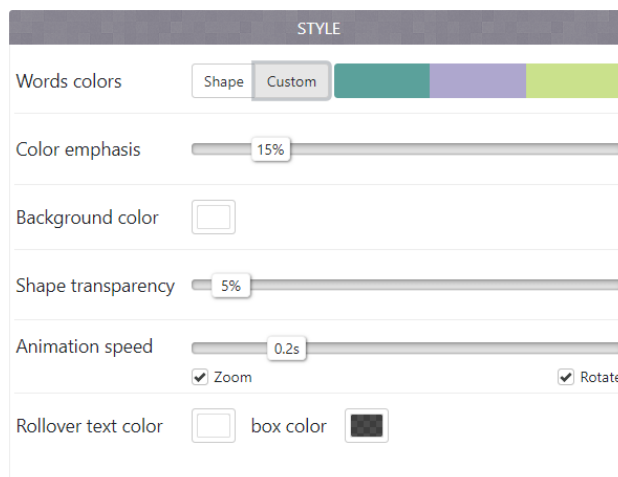 STYLE
Words colors Shape Custom
Color emphasis 15%
Background color
Shape transparency 5%
Animation speed 0.2s
Zoom Rotate
Rollover text color box color